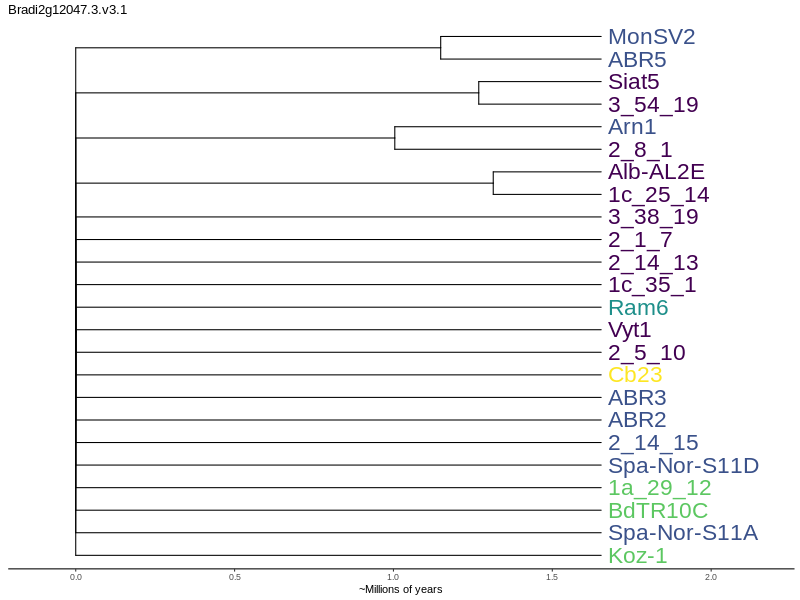 Bradi2g12047.3.v3.1
MonSV2
ABR5
Siat5
3_54_19
Arn1
2_8_1
Alb-AL2E
1c_25_14
3_38_19
2_1_7
2_14_13
1c_35_1
Ram6
Vyt1
2_5_10
Cb23
ABR3
ABR2
2_14_15
Spa-Nor-S11D
1a_29_12
BdTR10C
Spa-Nor-S11A
Koz-1
0.0 0.5 1.0 1.5 2.0
~Millions of years